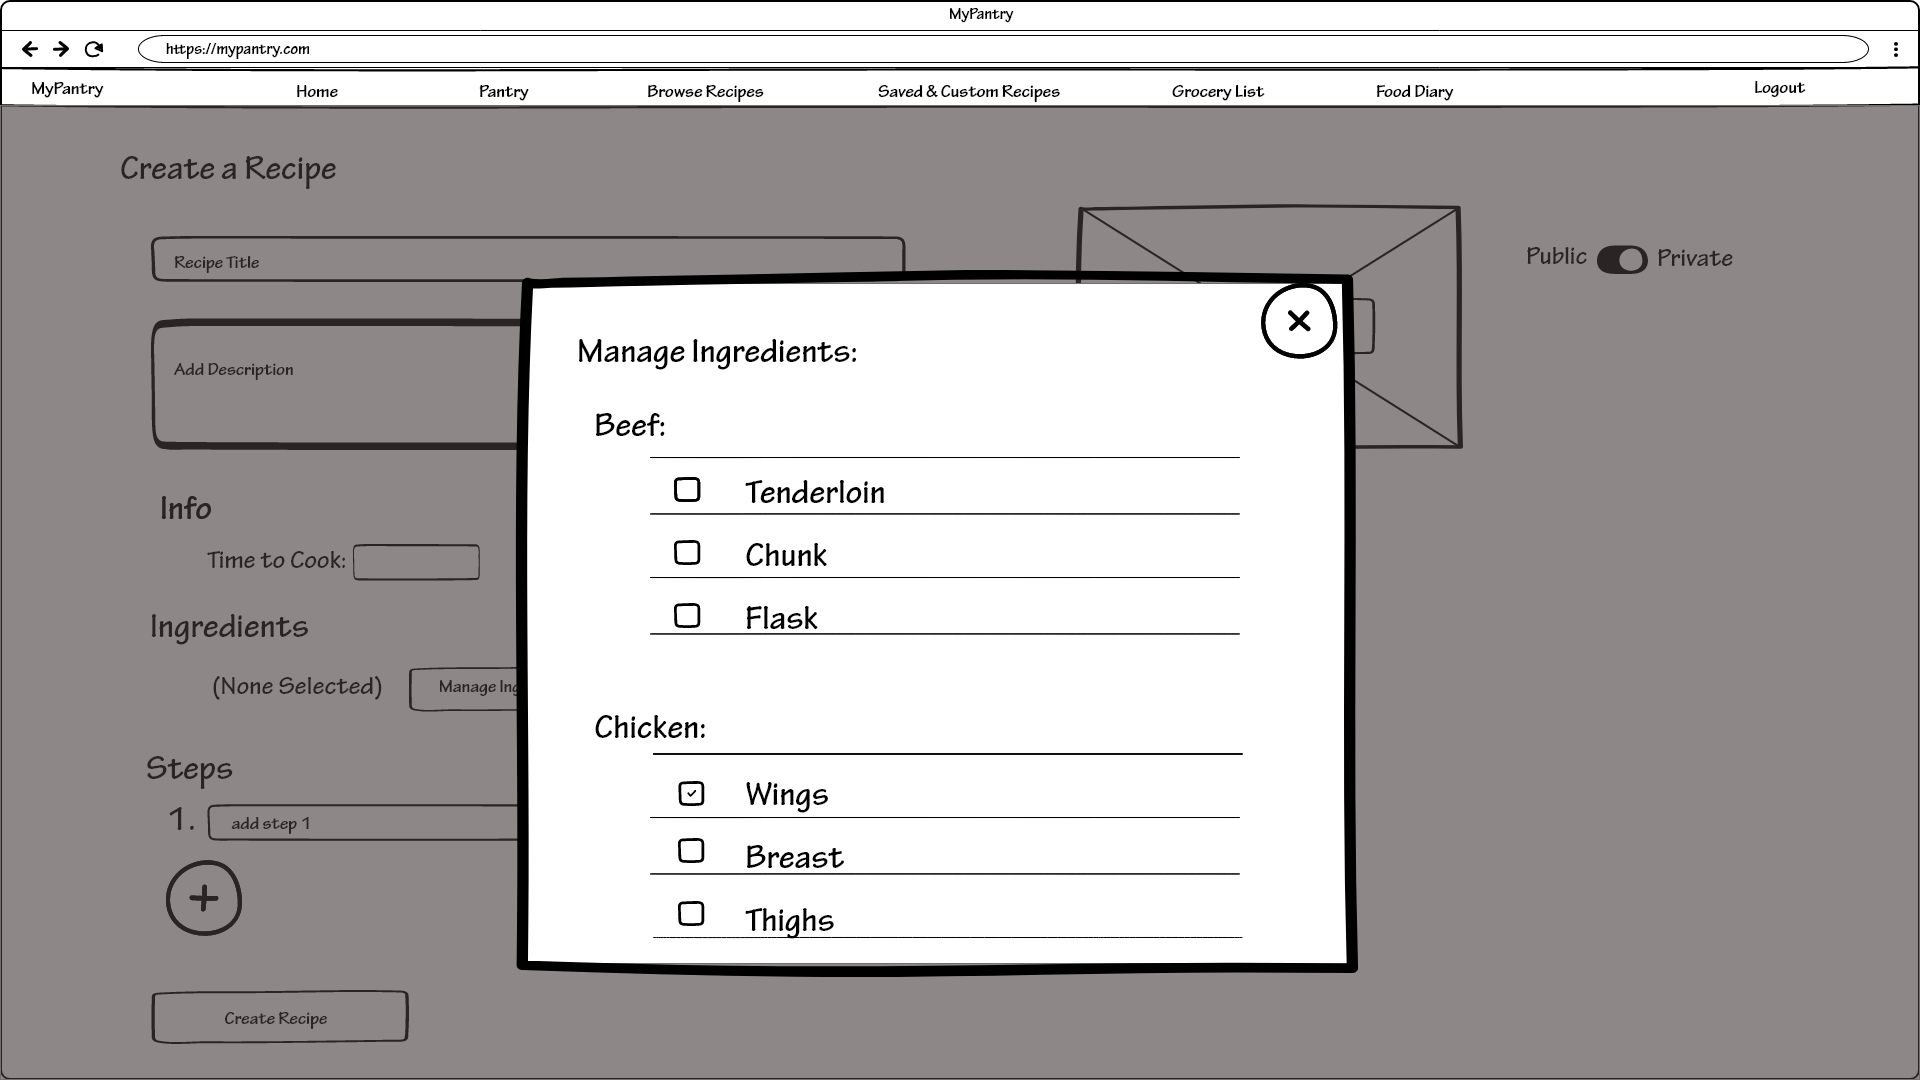 MyPantry
https://mypantry.com
MyPantry Home Pantry Browse Recipes Saved & Custom Recipes Grocery List Food Diary Logout
Create a Recipe
Recipe Title
Public Private
Add Description
Info
Time to Cook:
Ingredients
(None Selected) Manage Ing
Steps
1. add step 1
Create Recipe
Manage Ingredients:
Beef:
Tenderloin
Chunk
Flask
Chicken:
Wings
Breast
Thighs